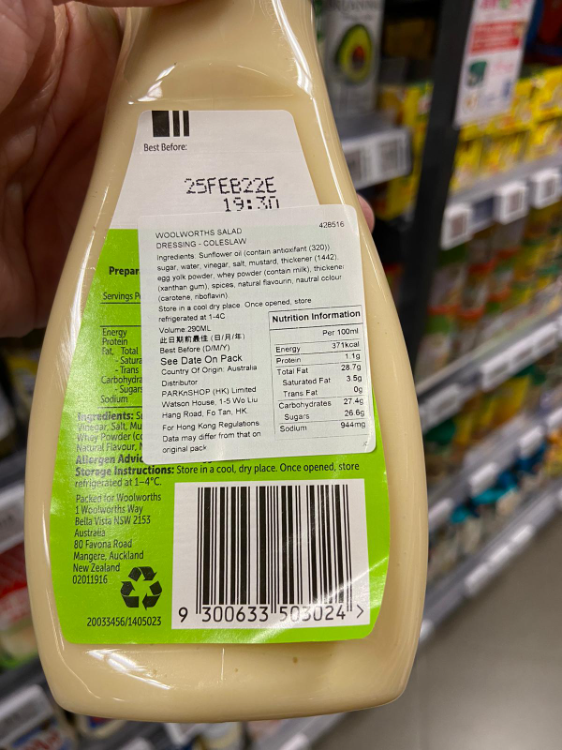 Best Before:
25FEB22E
19:30
WOOLWORTHS SALAD 428516
DRESSING - COLESLAW
Ingredients: Sunflower oil (contain antioxifant (320)),
sugar, water, vinegar, salt, mustard, thickener (1442),
egg yolk powder, whey powder (contain milk), thickener
(xanthan gum), spices, natural flavourin, nautral colour
(carotene, riboflavin)
Store in a cool dry place. Once opened, store
refrigerated at 1-4C
Volume:290ML
此日期前最佳 (日/月/年)
Best Before (D/M/Y)
See Date On Pack
Country Of Origin: Australia
Distributor
PARKnSHOP (HK) Limited
Watson House, 1-5 Wo Liu
Hang Road, Fo Tan, HK
For Hong Kong Regulations
Data may differ from that on
original pack
Nutrition Information
Per 100ml
Energy 371kcal
Protein 1.1g
Total Fat 28.7g
Saturated Fat 3.5g
Trans Fat 0g
Carbohydrates 27.4g
Sugars 26.6g
Sodium 944mg
Prepar
Servings P
Energy
Protein
Fat, Total
- Satura
- Trans
Carbohydra
- Sugars
Sodium
Ingredients: S
Vinegar, Salt, Mu
Whey Powder (co
Natural Flavour, N
Allergen Advic
Storage Instructions: Store in a cool, dry place. Once opened, store
refrigerated at 1–4°C.
Packed for Woolworths
1 Woolworths Way
Bella Vista NSW 2153
Australia
80 Favona Road
Mangere, Auckland
New Zealand
02011916
20033456/1405023
9 300633 503024 >